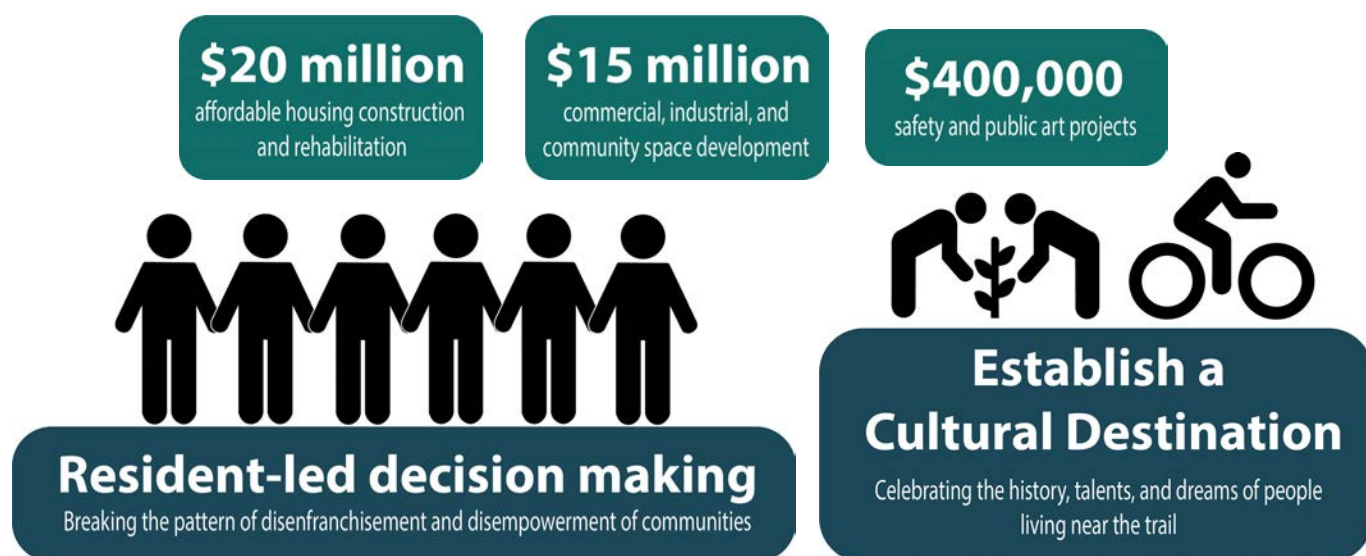 $20 million
affordable housing construction
and rehabilitation
$15 million
commercial, industrial, and
community space development
$400,000
safety and public art projects
Resident-led decision making
Breaking the pattern of disenfranchisement and disempowerment of communities
Establish a
Cultural Destination
Celebrating the history, talents, and dreams of people
living near the trail